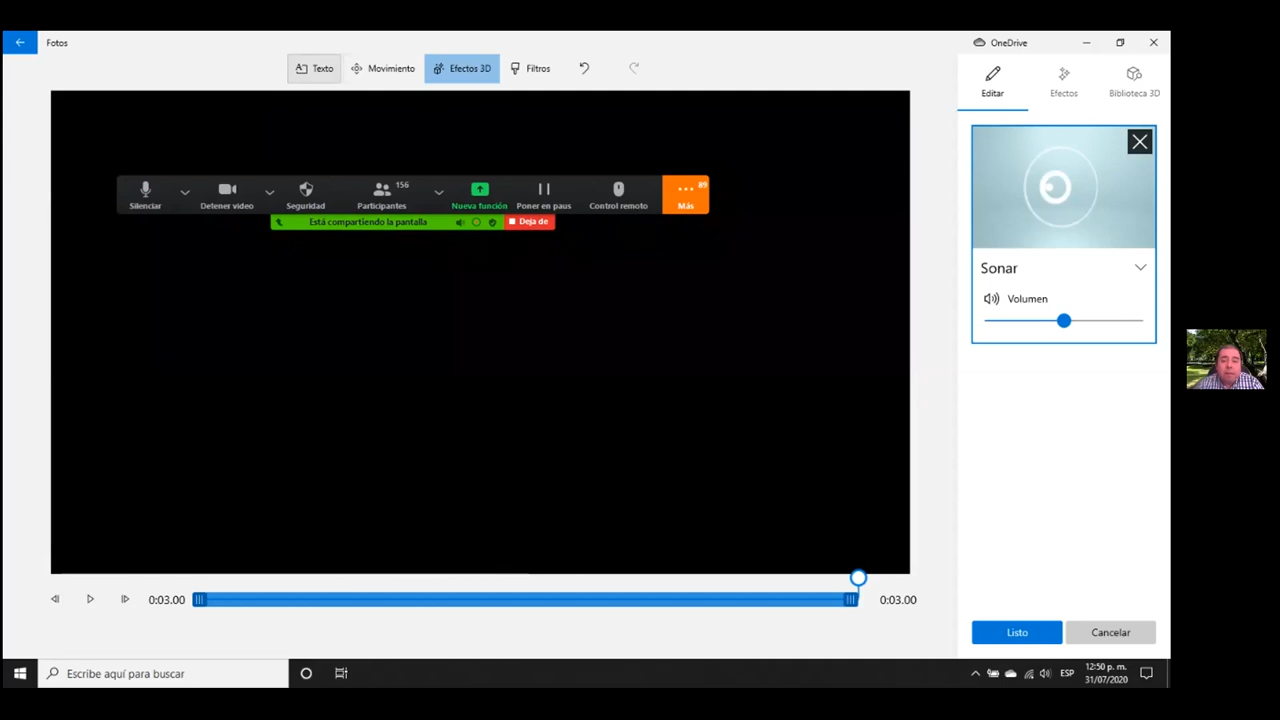 Fotos
OneDrive
Texto
Movimiento
Efectos 3D
Filtros
Editar
Efectos
Biblioteca 3D
156
89
Silenciar
Detener video
Seguridad
Participantes
Nueva función
Poner en paus
Control remoto
Más
Está compartiendo la pantalla
Deja de
Sonar
Volumen
0:03.00
0:03.00
Listo
Cancelar
Escribe aquí para buscar
ESP
12:50 p. m.
31/07/2020